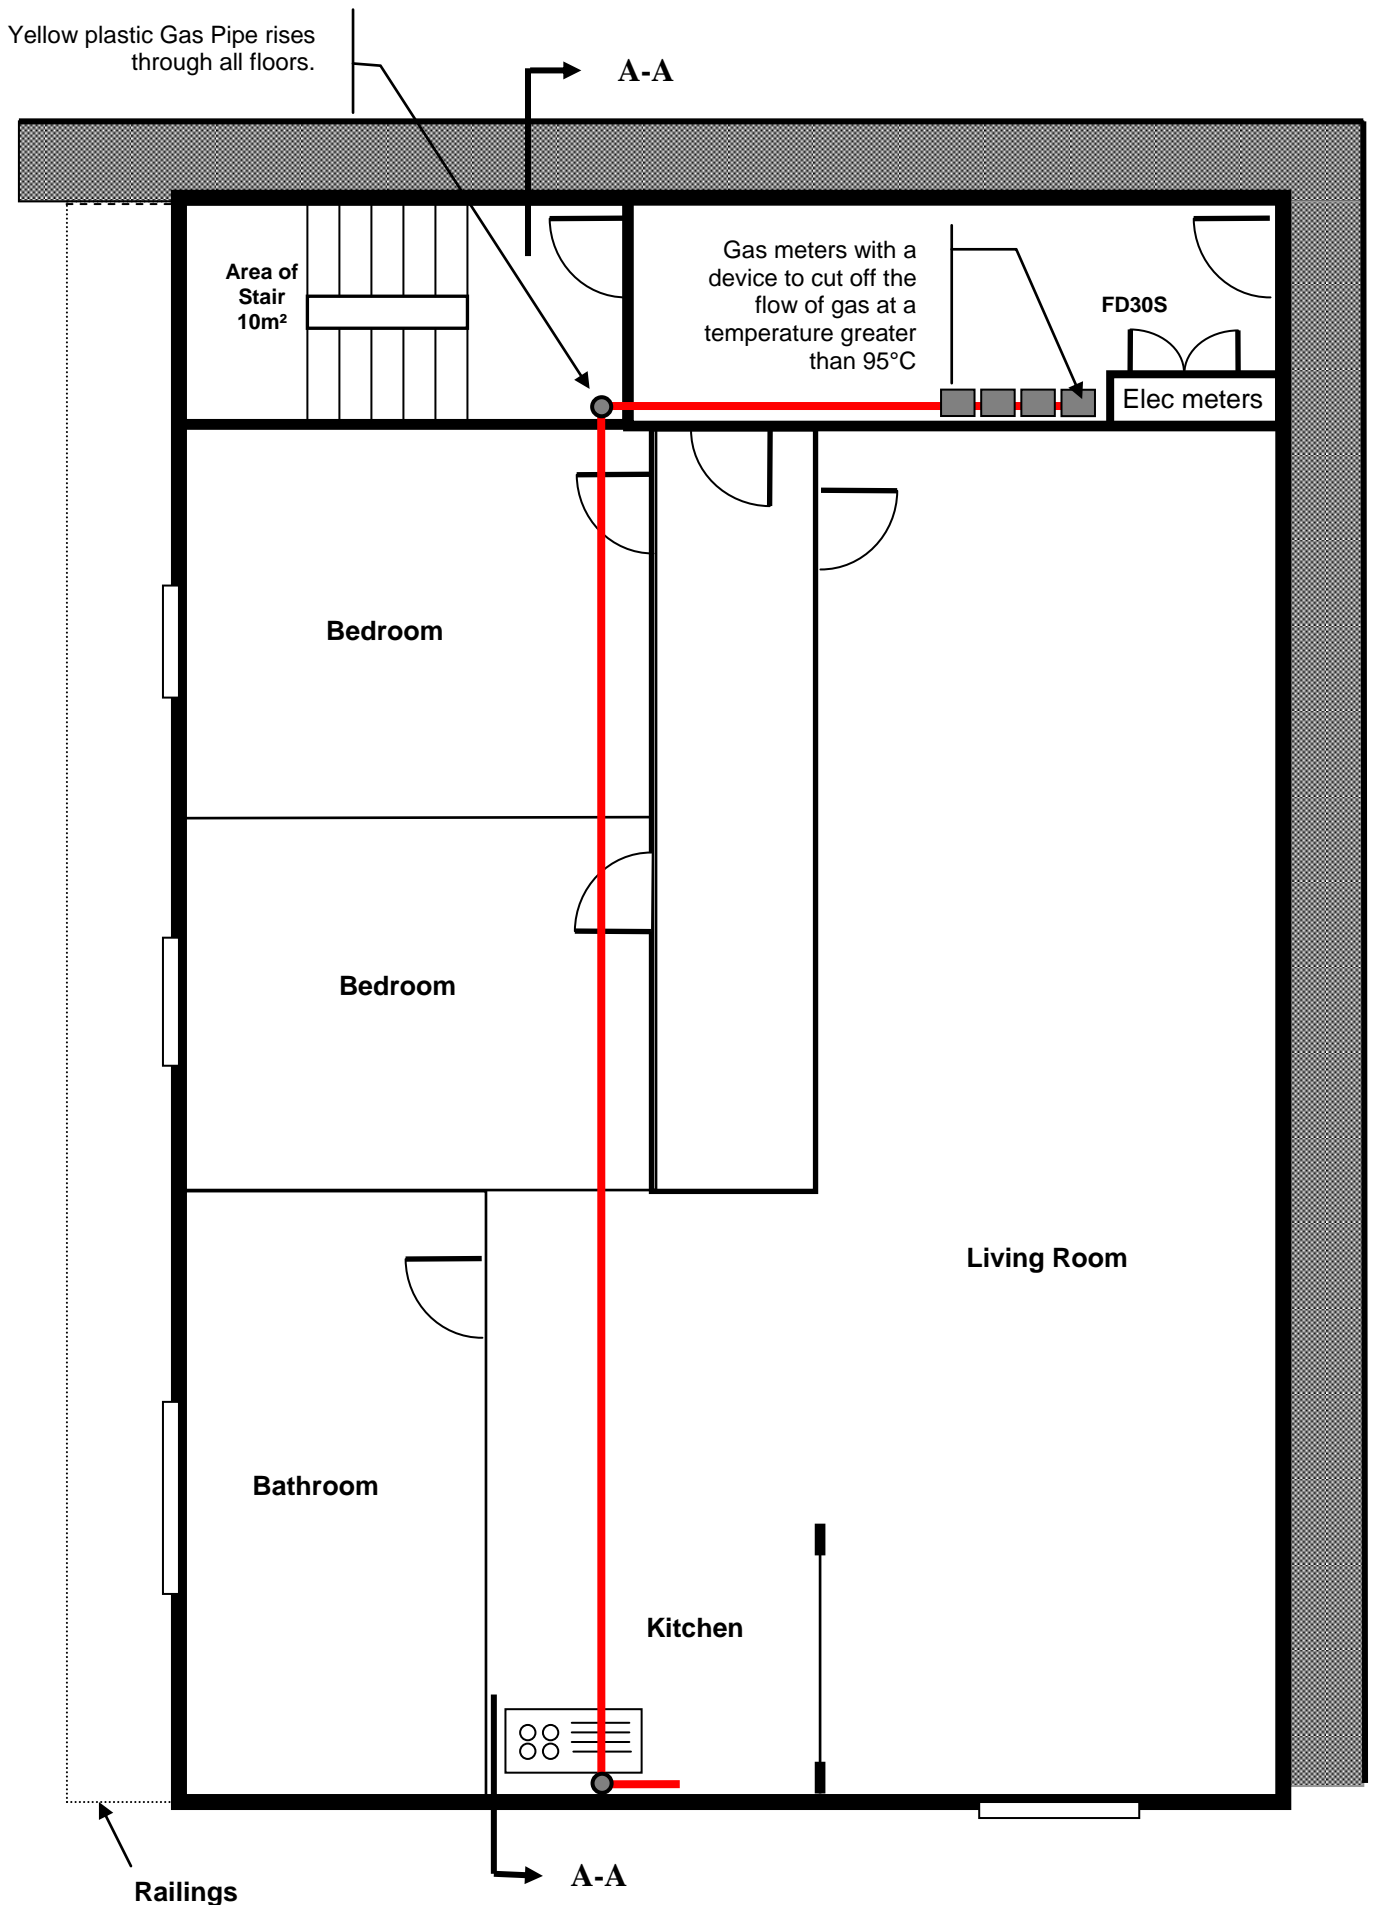 Yellow plastic Gas Pipe rises
through all floors.
A-A
Area of
Stair
10m²
Gas meters with a
device to cut off the
flow of gas at a
temperature greater
than 95°C
FD30S
Elec meters
Bedroom
Bedroom
Living Room
Bathroom
Kitchen
A-A
Railings